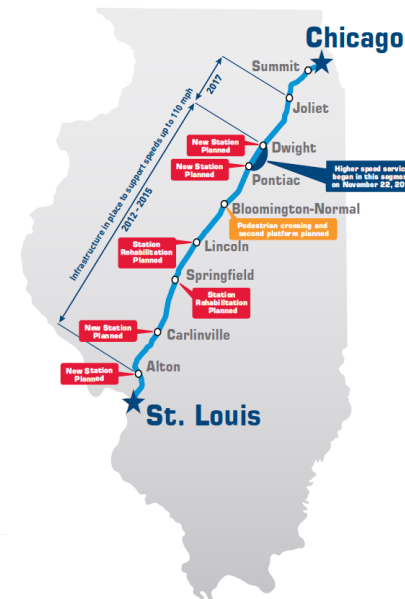 Chicago
Summit
Joliet
2017
Infrastructure in place to support speeds up to 110 mph
2012 - 2015
New Station
Planned
Dwight
New Station
Planned
Pontiac
Higher speed servic
began in this segmen
on November 22, 20
Bloomington-Normal
Pedestrian crossing and
second platform planned
Station
Rehabilitation
Planned
Lincoln
Springfield
Station
Rehabilitation
Planned
New Station
Planned
Carlinville
New Station
Planned
Alton
St. Louis